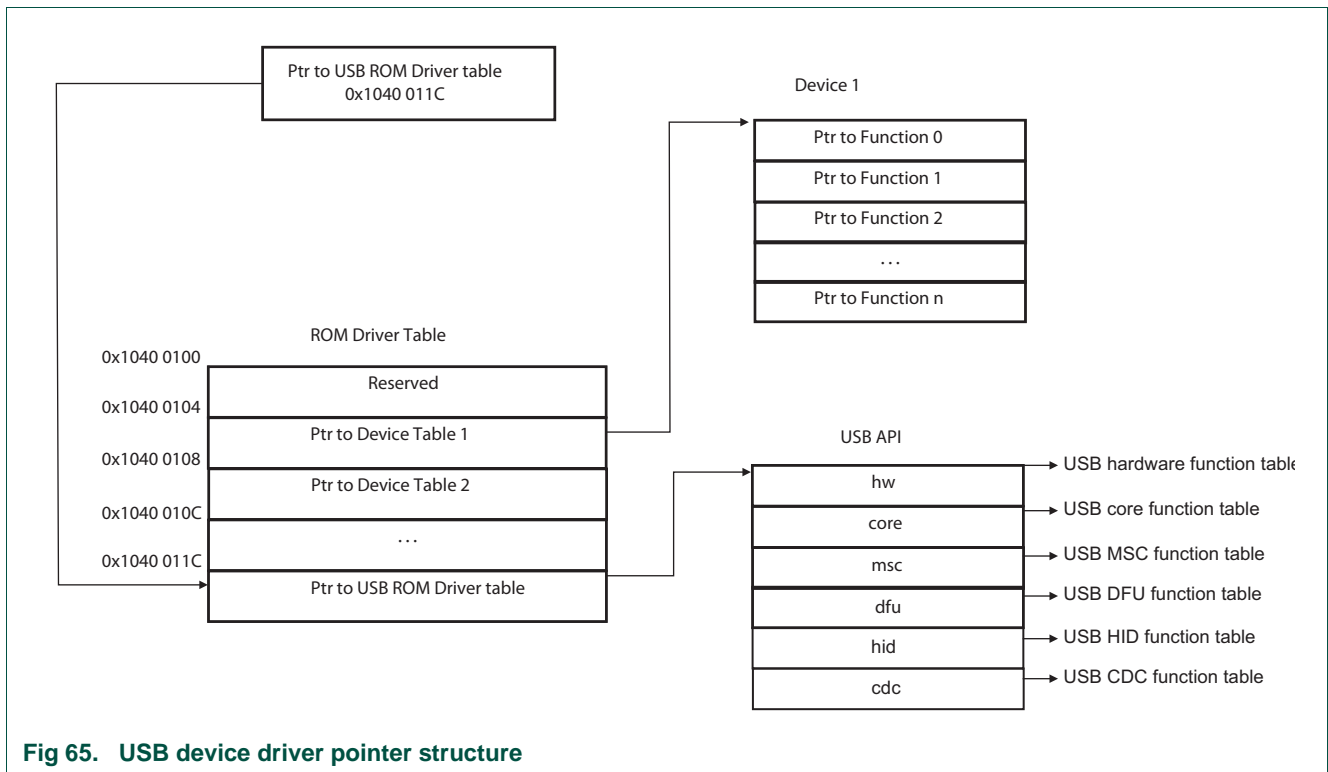 Ptr to USB ROM Driver table
0x1040 011C
Device 1
Ptr to Function 0
Ptr to Function 1
Ptr to Function 2
...
Ptr to Function n
ROM Driver Table
0x1040 0100
Reserved
0x1040 0104
Ptr to Device Table 1
0x1040 0108
Ptr to Device Table 2
0x1040 010C
...
0x1040 011C
Ptr to USB ROM Driver table
USB API
hw
USB hardware function table
core
USB core function table
msc
USB MSC function table
dfu
USB DFU function table
hid
USB HID function table
cdc
USB CDC function table
Fig 65. USB device driver pointer structure